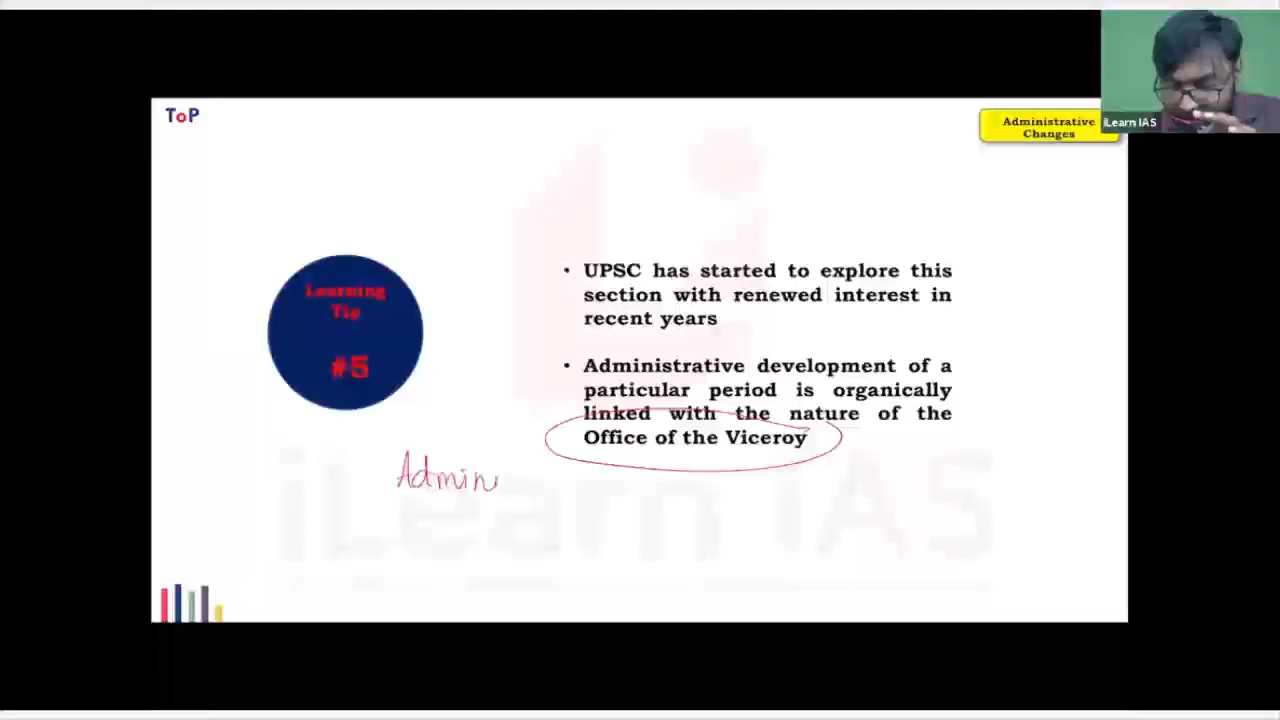 ToP
Administrative
Changes
iLearn IAS
Learning
Tip
#5
• UPSC has started to explore this
section with renewed interest in
recent years
• Administrative development of a
particular period is organically
linked with the nature of the
Office of the Viceroy
Admin
iLearn IAS